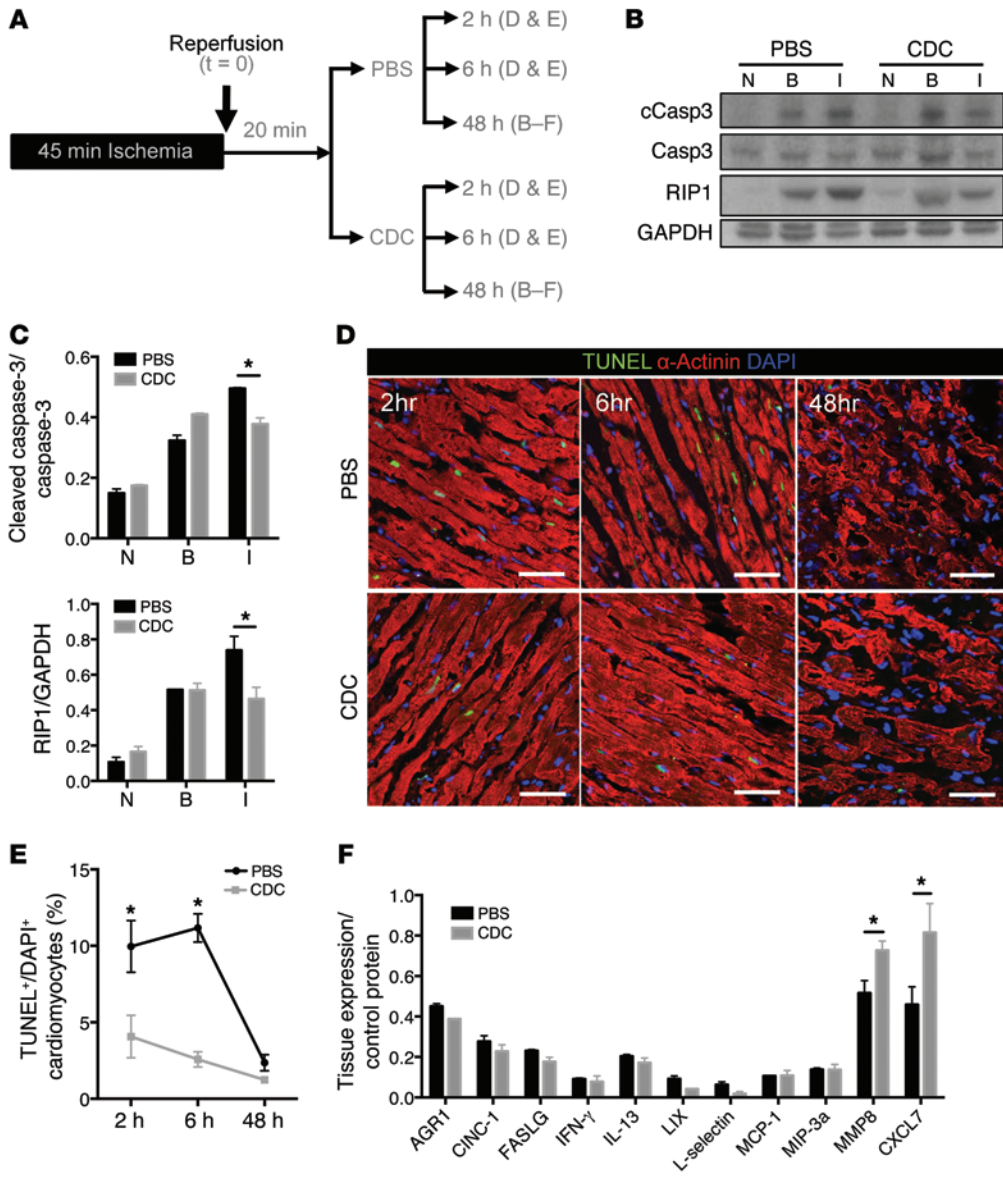 A
Reperfusion
(t = 0)
20 min
45 min Ischemia
PBS
2 h (D & E)
6 h (D & E)
48 h (B–F)
CDC
2 h (D & E)
6 h (D & E)
48 h (B–F)
B
PBS CDC
N B I N B I
cCasp3
Casp3
RIP1
GAPDH
C
Cleaved caspase-3/
caspase-3
0.6
0.4
0.2
0.0
PBS
CDC
*
N B I
RIP1/GAPDH
1.0
0.8
0.6
0.4
0.2
0.0
PBS
CDC
*
N B I
D
TUNEL α-Actinin DAPI
2hr 6hr 48hr
PBS
CDC
E
TUNEL+/DAPI+
cardiomyocytes (%)
15
10
5
0
PBS
CDC
* *
2 h 6 h 48 h
F
Tissue expression/
control protein
1.0
0.8
0.6
0.4
0.2
0.0
PBS
CDC
* *
AGR1 CINC-1 FASLG IFN-γ IL-13 LIX L-selectin MCP-1 MIP-3a MMP8 CXCL7